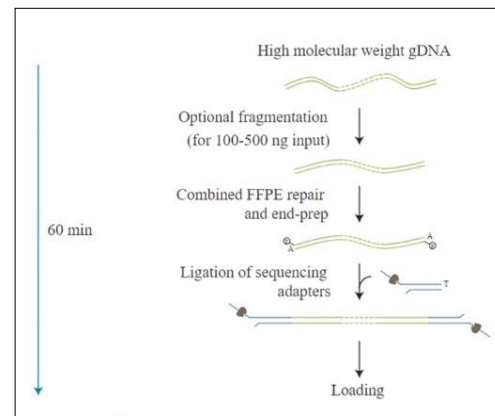 High molecular weight gDNA
Optional fragmentation
(for 100-500 ng input)
Combined FFPE repair
and end-prep
A
P
A
P
60 min
Ligation of sequencing
adapters
T
Loading